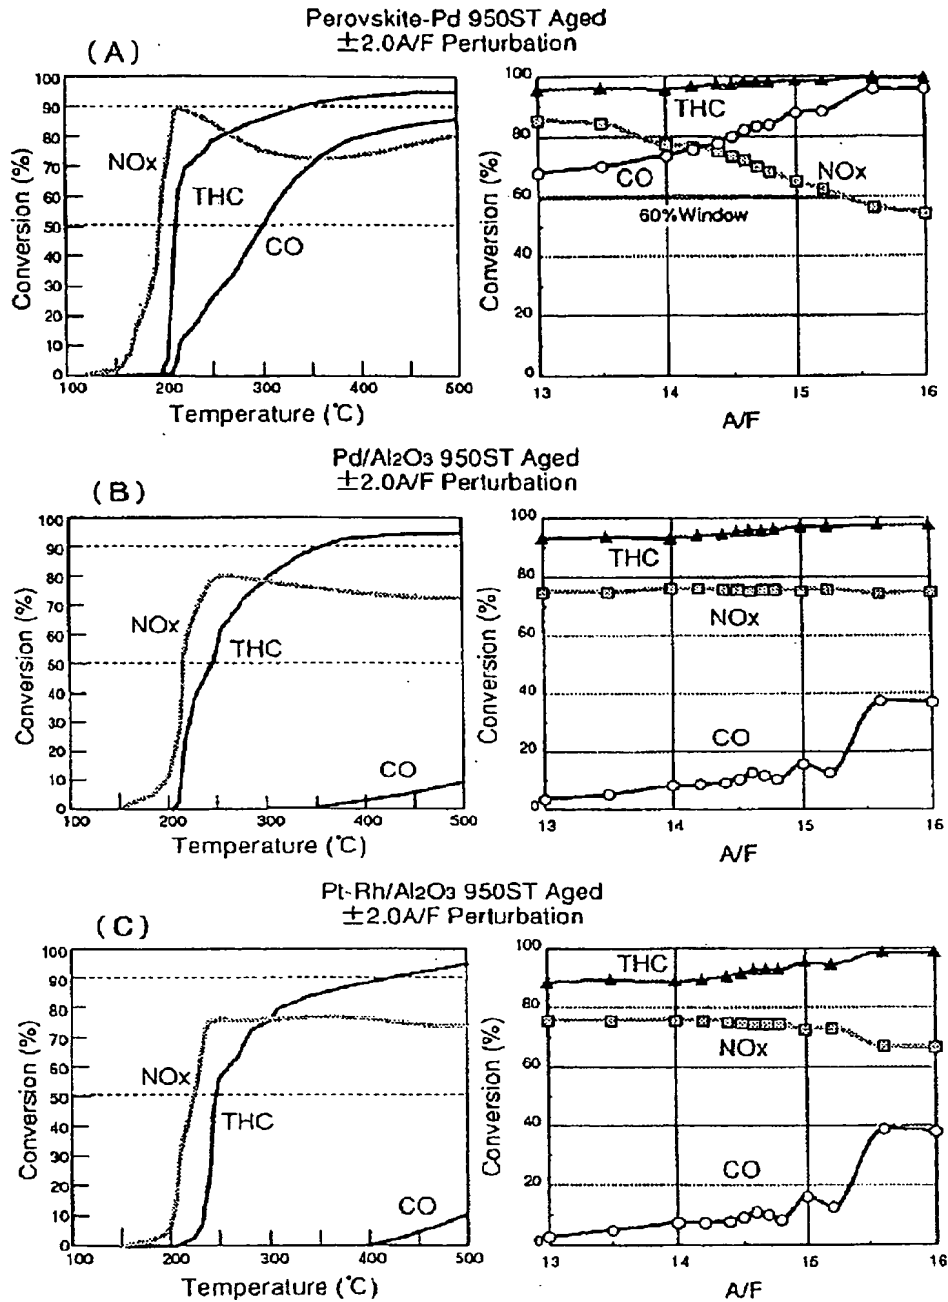 Perovskite-Pd 950ST Aged
±2.0A/F Perturbation
(A)
Conversion (%)
100
90
80
70
60
50
40
30
20
10
0
NOx
THC
CO
100 200 300 400 500
Temperature (℃)
Conversion (%)
100
80
60
40
20
0
THC
CO
NOx
60%Window
13 14 15 16
A/F
Pd/Al2O3 950ST Aged
±2.0A/F Perturbation
(B)
Conversion (%)
100
90
80
70
60
50
40
30
20
10
0
NOx
THC
CO
100 200 300 400 500
Temperature (℃)
Conversion (%)
100
80
60
40
20
0
THC
NOx
CO
13 14 15 16
A/F
Pt-Rh/Al2O3 950ST Aged
±2.0A/F Perturbation
(C)
Conversion (%)
100
90
80
70
60
50
40
30
20
10
0
NOx
THC
CO
100 200 300 400 500
Temperature (℃)
Conversion (%)
100
80
60
40
20
0
THC
NOx
CO
13 14 15 16
A/F